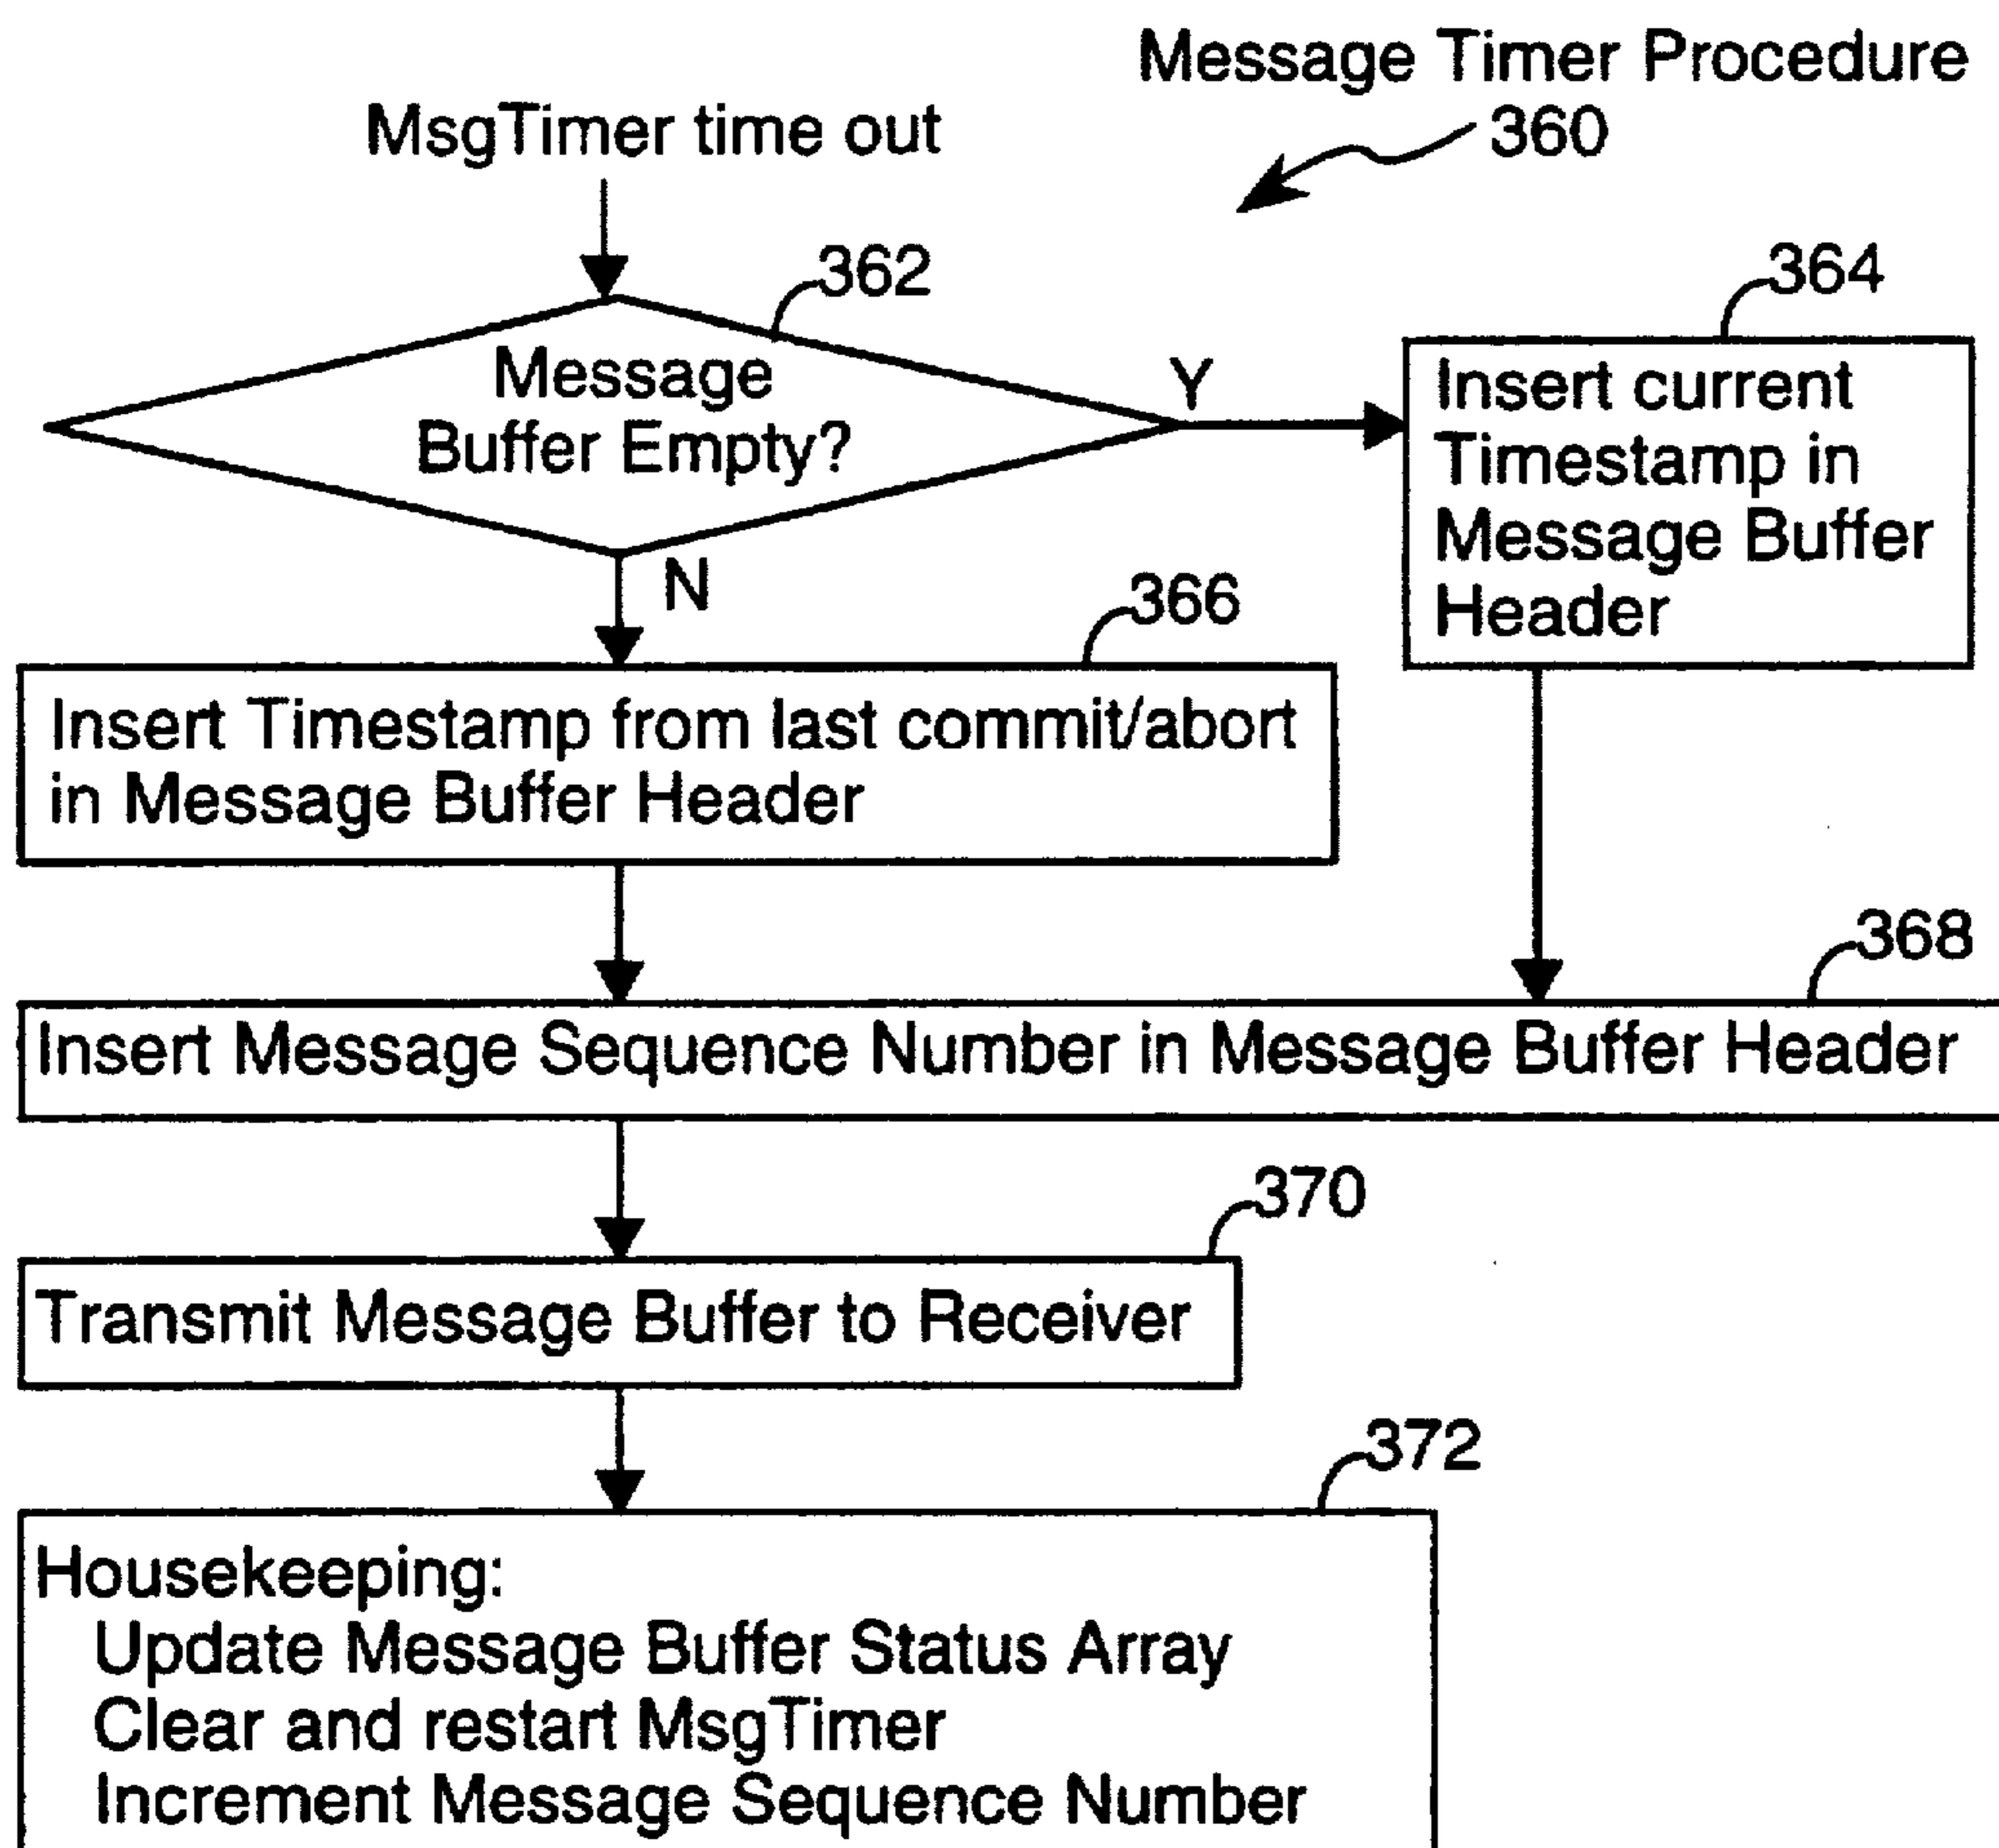 Message Timer Procedure
360
MsgTimer time out
362
Message
Buffer Empty?
Y
N
364
Insert current
Timestamp in
Message Buffer
Header
366
Insert Timestamp from last commit/abort
in Message Buffer Header
368
Insert Message Sequence Number in Message Buffer Header
370
Transmit Message Buffer to Receiver
372
Housekeeping:
Update Message Buffer Status Array
Clear and restart MsgTimer
Increment Message Sequence Number